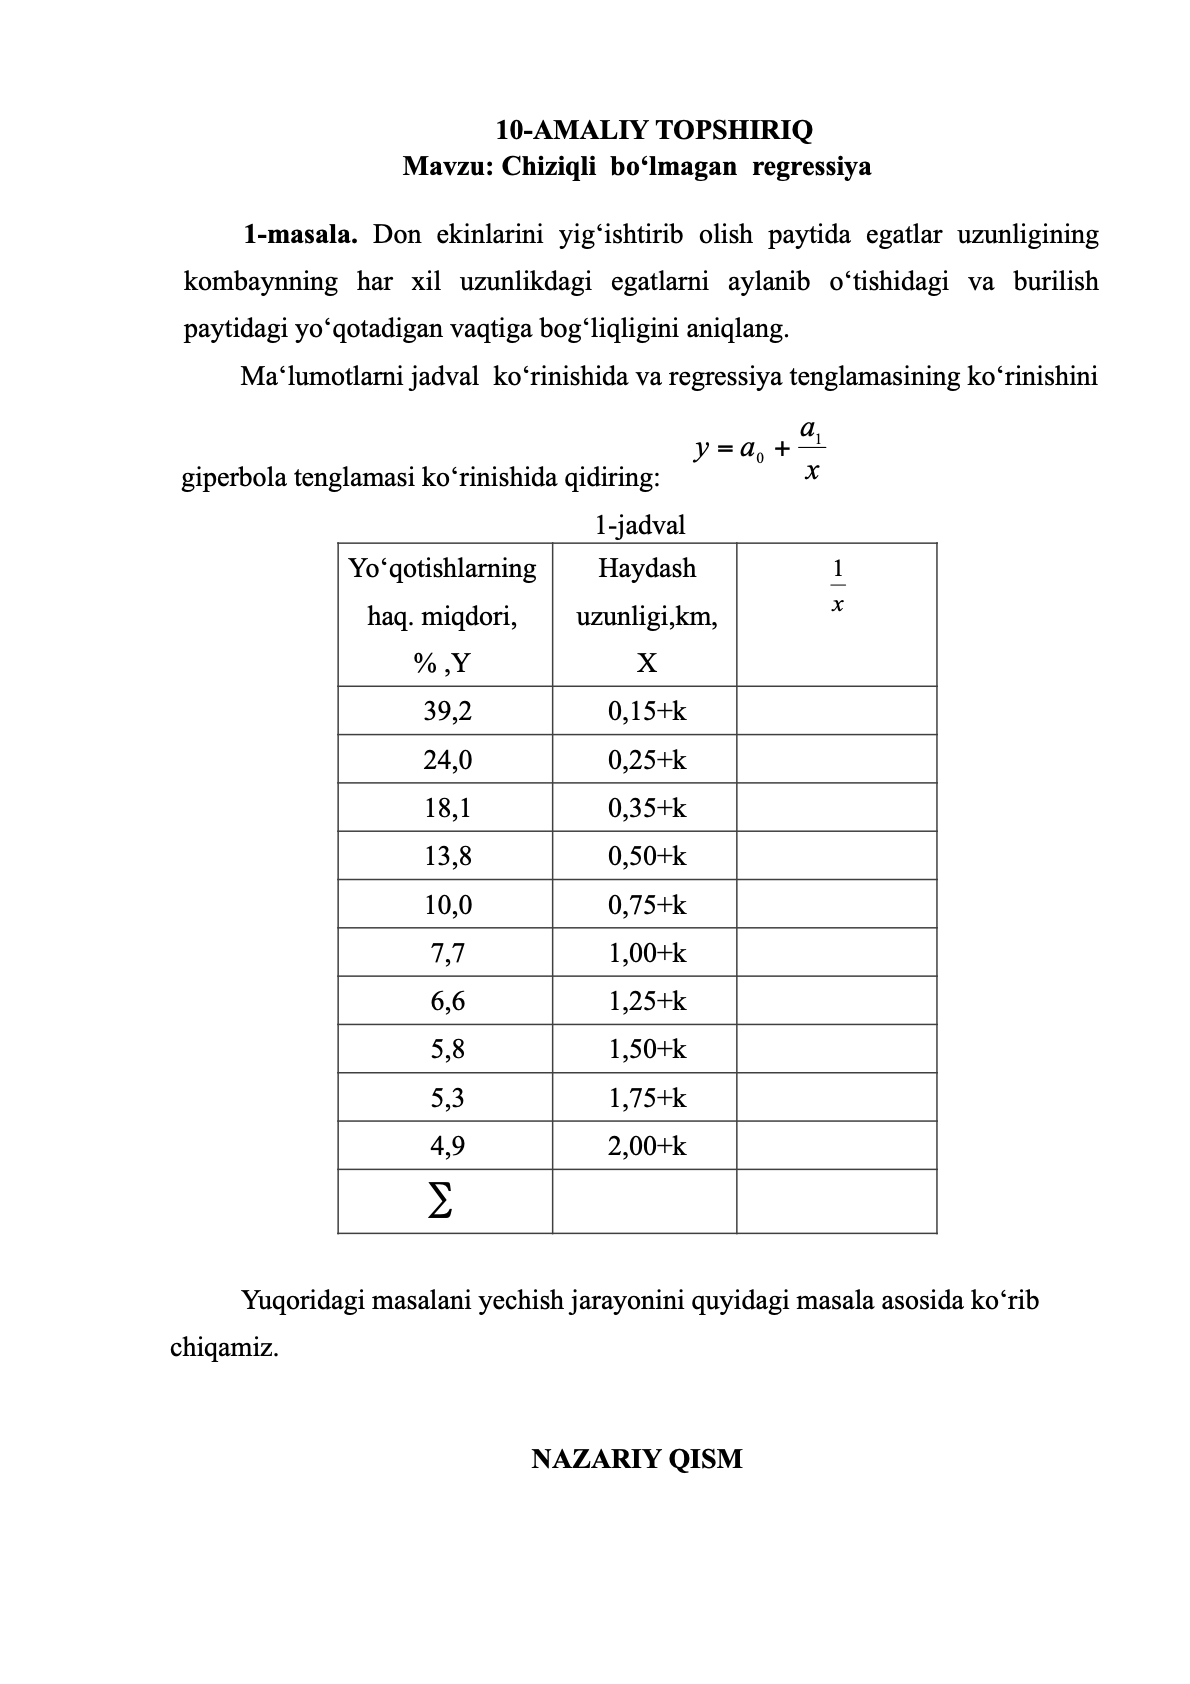 10-AMALIY TOPSHIRIQ
Mavzu: Chiziqli bo‘lmagan regressiya
1-masala. Don ekinlarini yig‘ishtirib olish paytida egatlar uzunligining
kombaynning har xil uzunlikdagi egatlarni aylanib o‘tishidagi va burilish
paytidagi yo‘qotadigan vaqtiga bog‘liqligini aniqlang.
Ma‘lumotlarni jadval ko‘rinishida va regressiya tenglamasining ko‘rinishini
giperbola tenglamasi ko‘rinishida qidiring: y = a₀ + a₁/x
1-jadval
Yo‘qotishlarning haq. miqdori, % ,Y | Haydash uzunligi,km, X | 1/x
39,2 | 0,15+k
24,0 | 0,25+k
18,1 | 0,35+k
13,8 | 0,50+k
10,0 | 0,75+k
7,7 | 1,00+k
6,6 | 1,25+k
5,8 | 1,50+k
5,3 | 1,75+k
4,9 | 2,00+k
∑
Yuqoridagi masalani yechish jarayonini quyidagi masala asosida ko‘rib
chiqamiz.
NAZARIY QISM